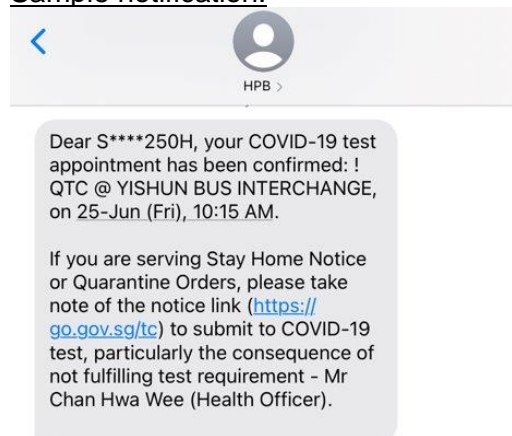 Sample notification:
HPB >
Dear S****250H, your COVID-19 test
appointment has been confirmed: !
QTC @ YISHUN BUS INTERCHANGE,
on 25-Jun (Fri), 10:15 AM.
If you are serving Stay Home Notice
or Quarantine Orders, please take
note of the notice link (https://
go.gov.sg/tc) to submit to COVID-19
test, particularly the consequence of
not fulfilling test requirement - Mr
Chan Hwa Wee (Health Officer).